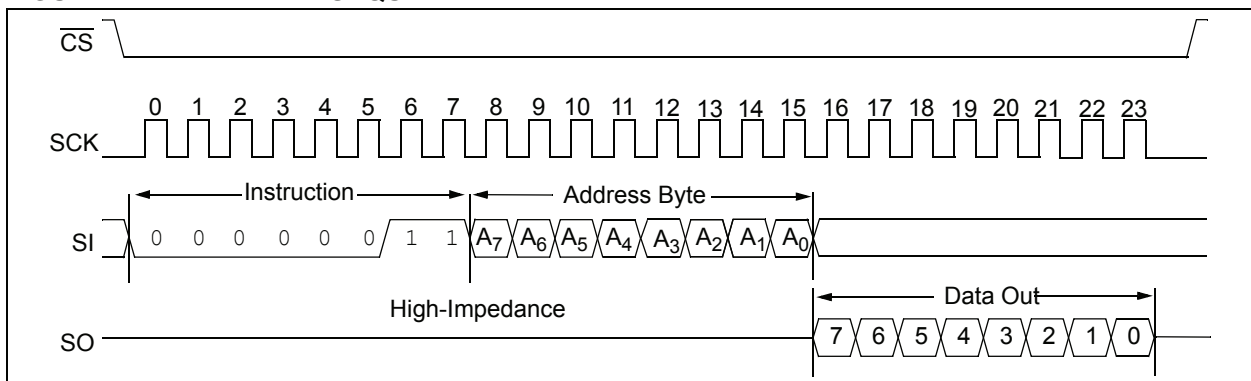 CS
0 1 2 3 4 5 6 7 8 9 10 11 12 13 14 15 16 17 18 19 20 21 22 23
SCK
Instruction
Address Byte
SI
0 0 0 0 0 0 1 1 A7 A6 A5 A4 A3 A2 A1 A0
High-Impedance
Data Out
SO
7 6 5 4 3 2 1 0